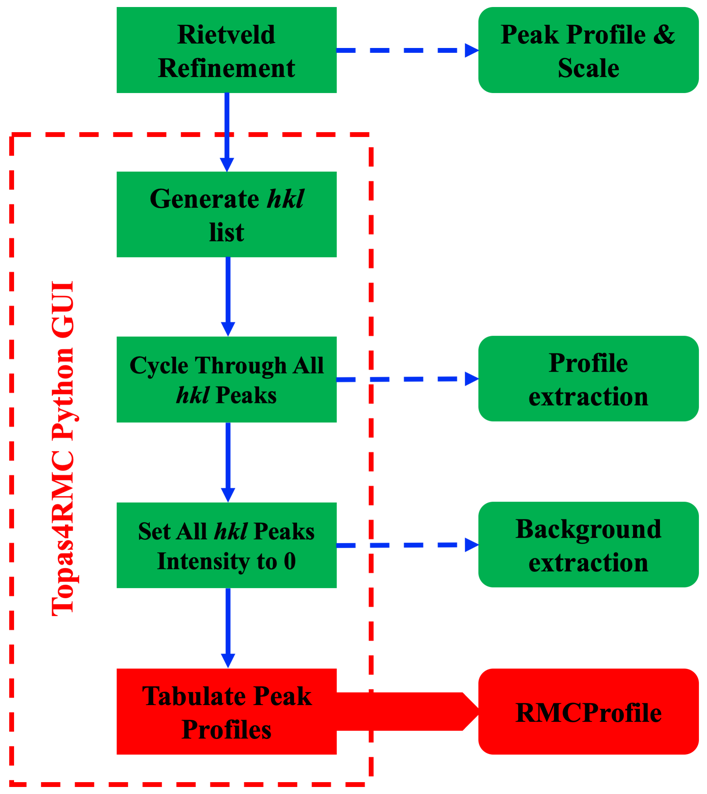 Rietveld
Refinement
Peak Profile &
Scale
Generate hkl
list
Topas4RMC Python GUI
Cycle Through All
hkl Peaks
Profile
extraction
Set All hkl Peaks
Intensity to 0
Background
extraction
Tabulate Peak
Profiles
RMCProfile